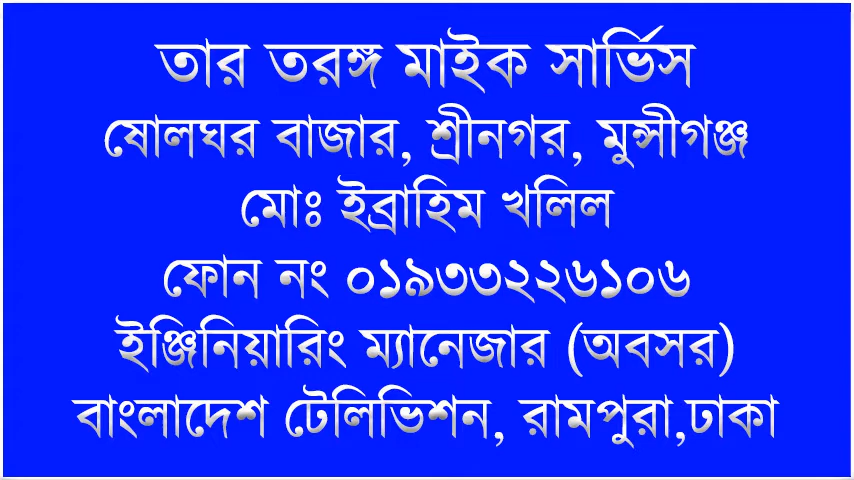 তার তরঙ্গ মাইক সার্ভিস
ষোলঘর বাজার, শ্রীনগর, মুন্সীগঞ্জ
মোঃ ইব্রাহিম খলিল
ফোন নং ০১৯৩৩২২৬১০৬
ইঞ্জিনিয়ারিং ম্যানেজার (অবসর)
বাংলাদেশ টেলিভিশন, রামপুরা,ঢাকা